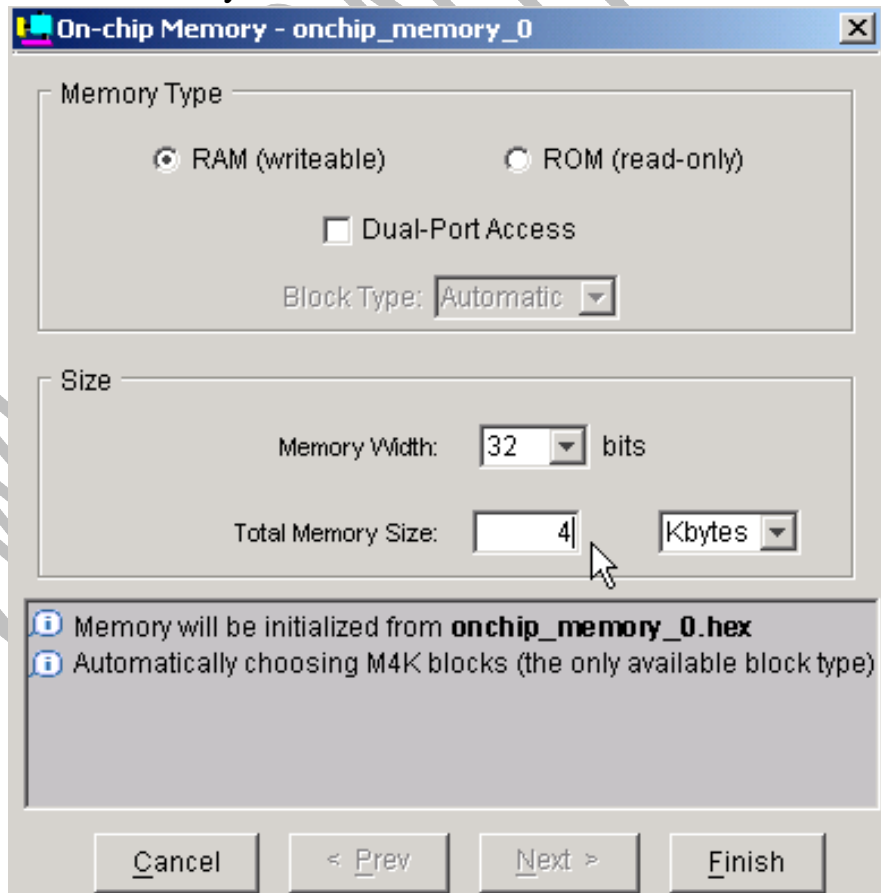 On-chip Memory - onchip_memory_0
Memory Type
RAM (writeable) ROM (read-only)
Dual-Port Access
Block Type: Automatic
Size
Memory Width: 32 bits
Total Memory Size: 4 Kbytes
Memory will be initialized from onchip_memory_0.hex
Automatically choosing M4K blocks (the only available block type)
Cancel < Prev Next > Finish